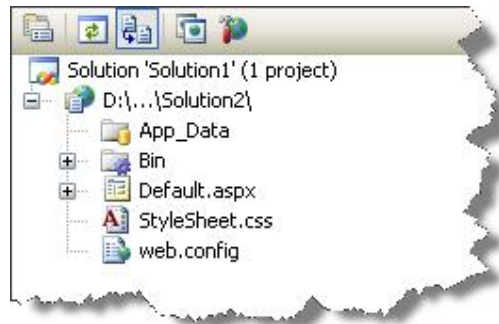 Solution 'Solution1' (1 project)
D:\...\Solution2\
App_Data
Bin
Default.aspx
StyleSheet.css
web.config